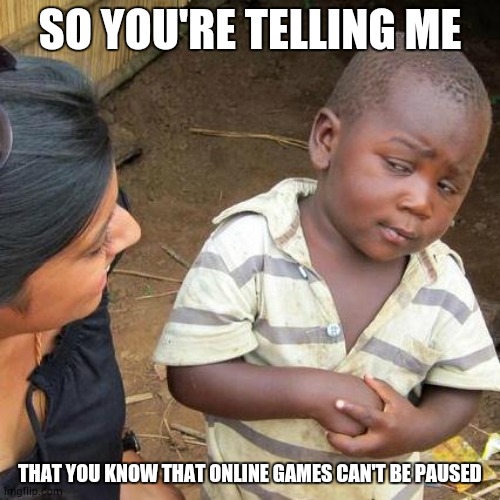 SO YOU'RE TELLING ME
THAT YOU KNOW THAT ONLINE GAMES CAN'T BE PAUSED
imgflip.com